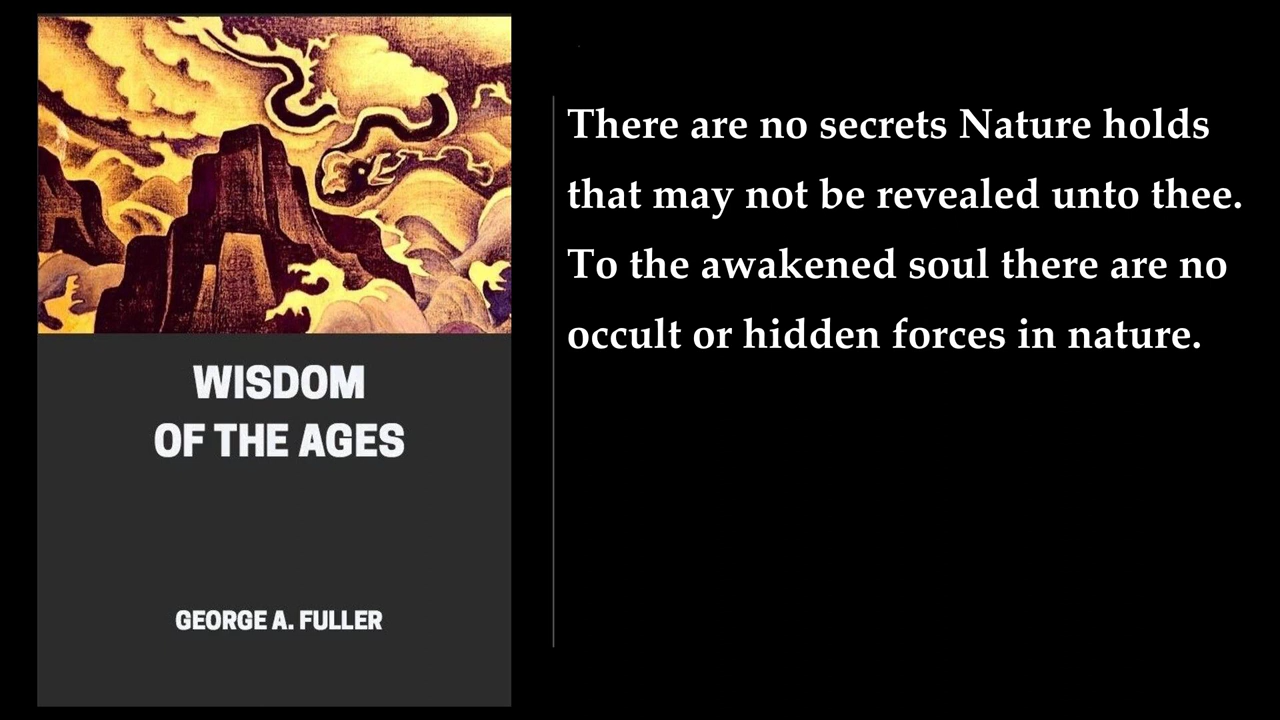 WISDOM
OF THE AGES
GEORGE A. FULLER
There are no secrets Nature holds
that may not be revealed unto thee.
To the awakened soul there are no
occult or hidden forces in nature.